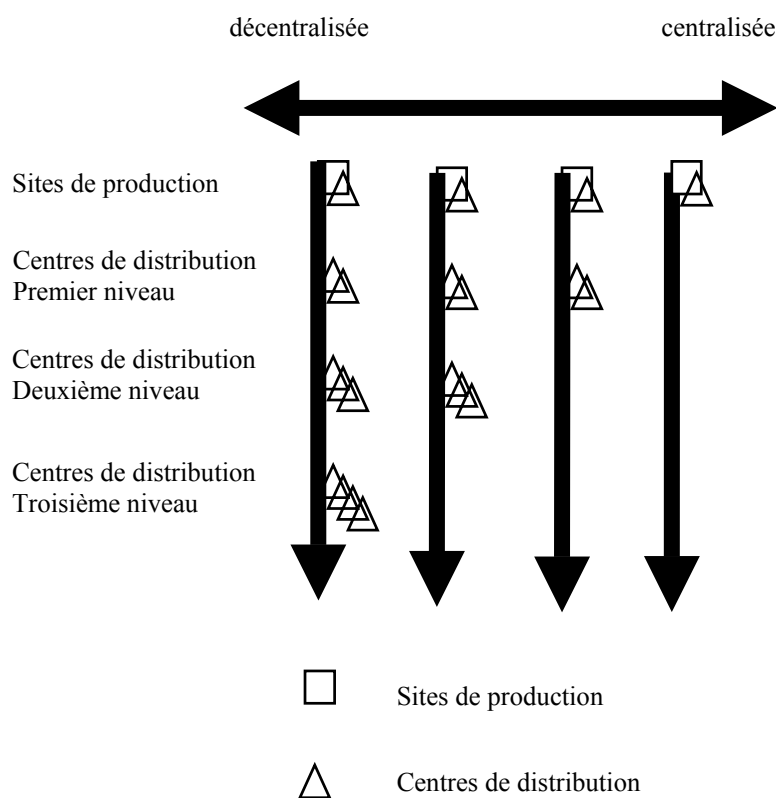 décentralisée
centralisée
Sites de production
Centres de distribution
Premier niveau
Centres de distribution
Deuxième niveau
Centres de distribution
Troisième niveau
Sites de production
Centres de distribution